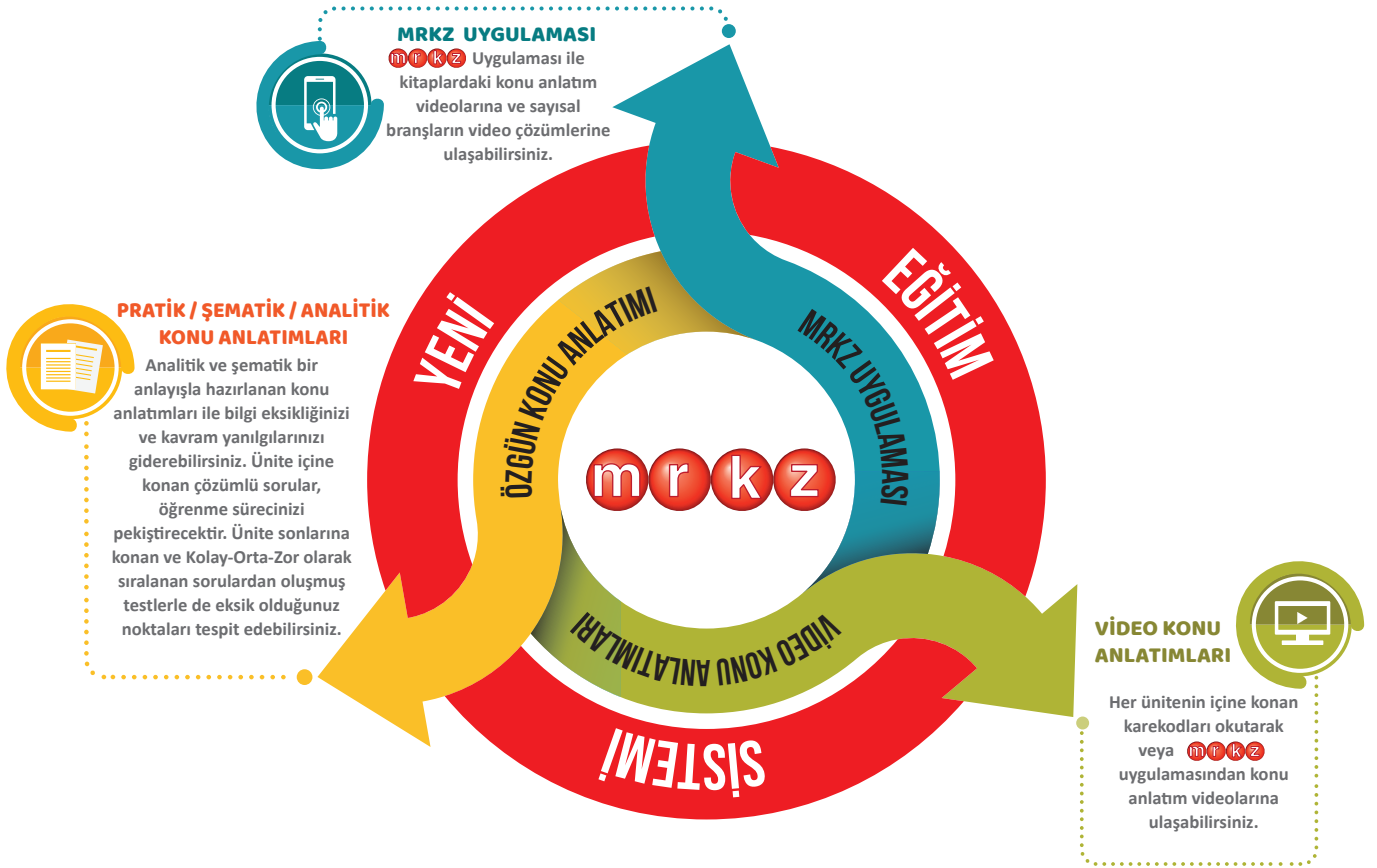 MRKZ UYGULAMASI
mrkz Uygulaması ile
kitaplardaki konu anlatım
videolarına ve sayısal
branşların video çözümlerine
ulaşabilirsiniz.
PRATİK / ŞEMATİK / ANALİTİK
KONU ANLATIMLARI
Analitik ve şematik bir
anlayışla hazırlanan konu
anlatımları ile bilgi eksikliğinizi
ve kavram yanılgılarınızı
giderebilirsiniz. Ünite içine
konan çözümlü sorular,
öğrenme sürecinizi
pekiştirecektir. Ünite sonlarına
konan ve Kolay-Orta-Zor olarak
sıralanan sorulardan oluşmuş
testlerle de eksik olduğunuz
noktaları tespit edebilirsiniz.
YENİ
EĞİTİM
SİSTEMİ
ÖZGÜN KONU ANLATIMI
MRKZ UYGULAMASI
VİDEO KONU ANLATIMLARI
mrkz
VİDEO KONU
ANLATIMLARI
Her ünitenin içine konan
karekodları okutarak
veya mrkz
uygulamasından konu
anlatım videolarına
ulaşabilirsiniz.